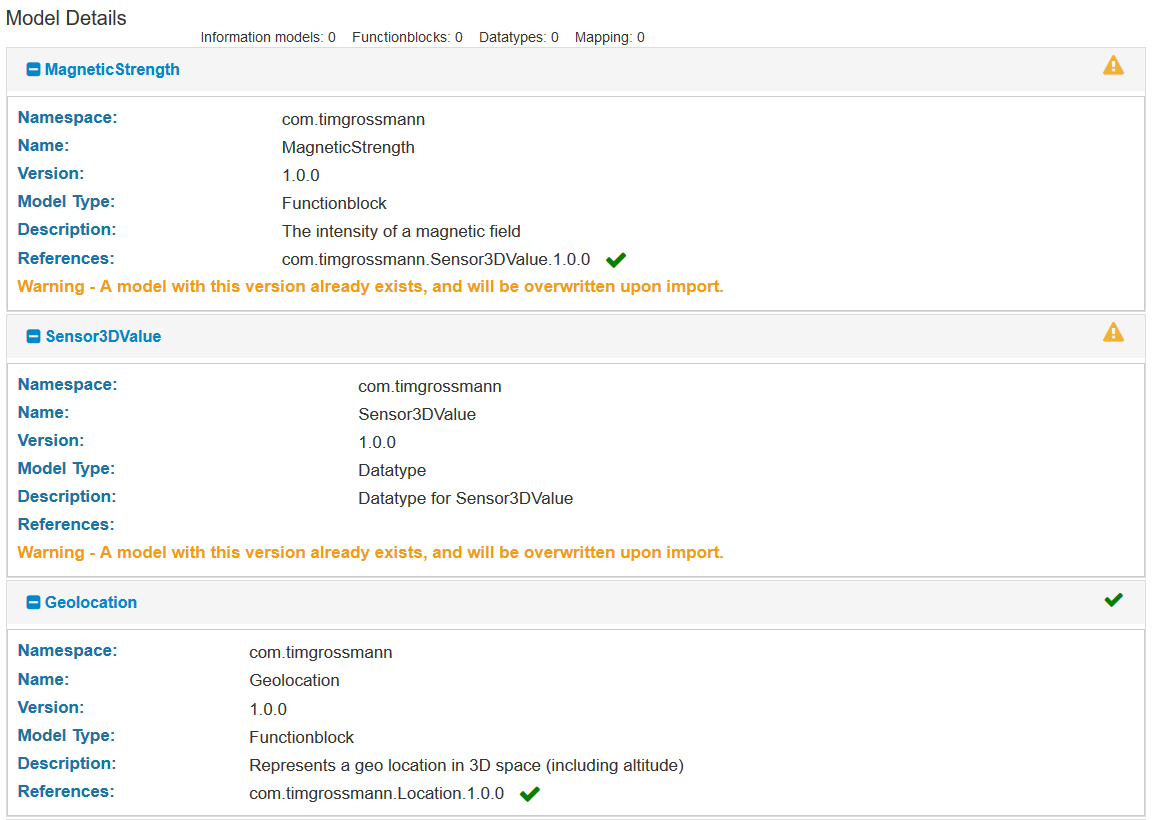 Model Details
Information models: 0 Functionblocks: 0 Datatypes: 0 Mapping: 0
MagneticStrength
Namespace: com.timgrossmann
Name: MagneticStrength
Version: 1.0.0
Model Type: Functionblock
Description: The intensity of a magnetic field
References: com.timgrossmann.Sensor3DValue.1.0.0
Warning - A model with this version already exists, and will be overwritten upon import.
Sensor3DValue
Namespace: com.timgrossmann
Name: Sensor3DValue
Version: 1.0.0
Model Type: Datatype
Description: Datatype for Sensor3DValue
References:
Warning - A model with this version already exists, and will be overwritten upon import.
Geolocation
Namespace: com.timgrossmann
Name: Geolocation
Version: 1.0.0
Model Type: Functionblock
Description: Represents a geo location in 3D space (including altitude)
References: com.timgrossmann.Location.1.0.0